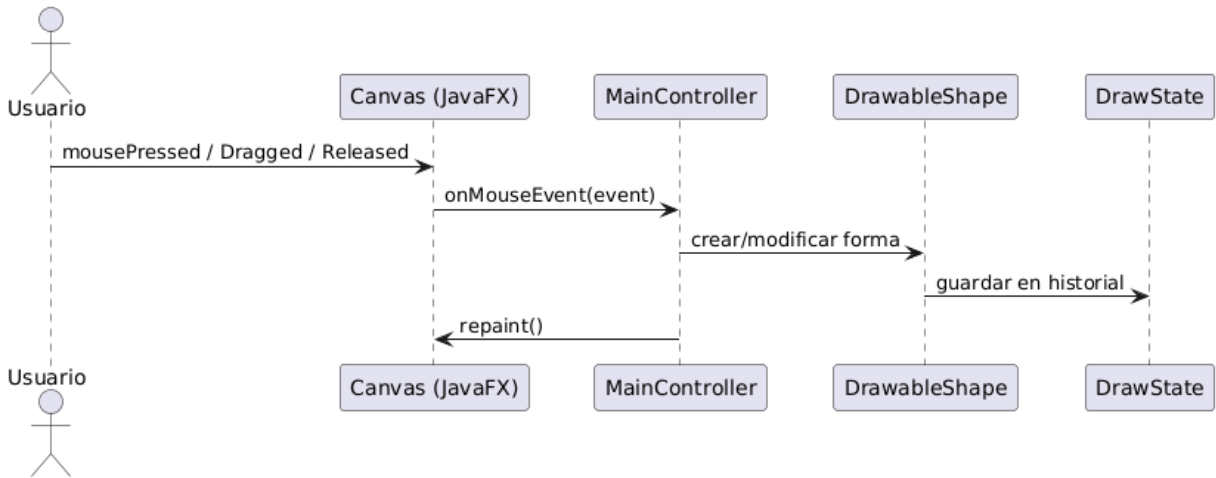 Usuario
Canvas (JavaFX)
MainController
DrawableShape
DrawState
mousePressed / Dragged / Released
onMouseEvent(event)
crear/modificar forma
guardar en historial
repaint()
Usuario
Canvas (JavaFX)
MainController
DrawableShape
DrawState